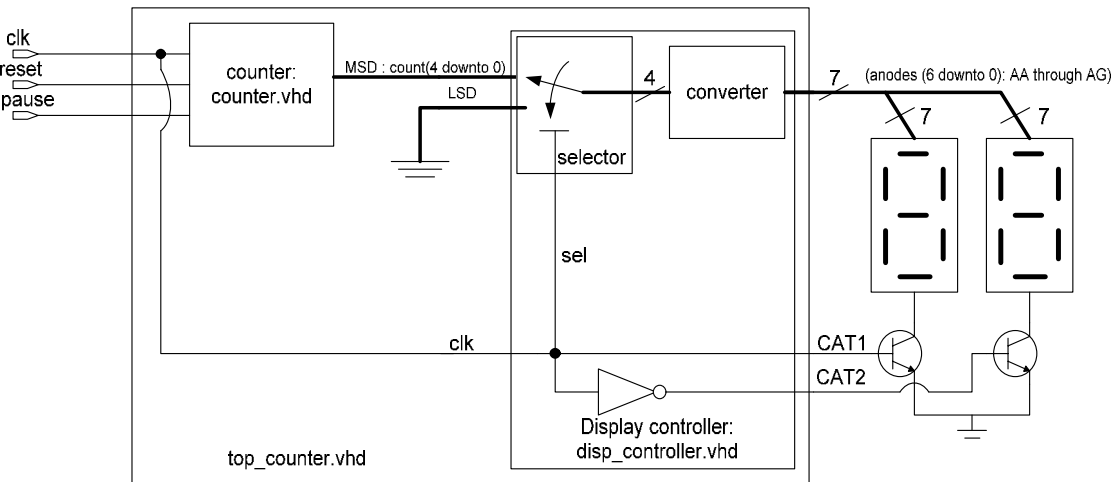 clk
reset
pause
counter:
counter.vhd
MSD : count(4 downto 0)
LSD
selector
4
converter
7
(anodes (6 downto 0): AA through AG)
7
7
sel
clk
CAT1
CAT2
Display controller:
disp_controller.vhd
top_counter.vhd